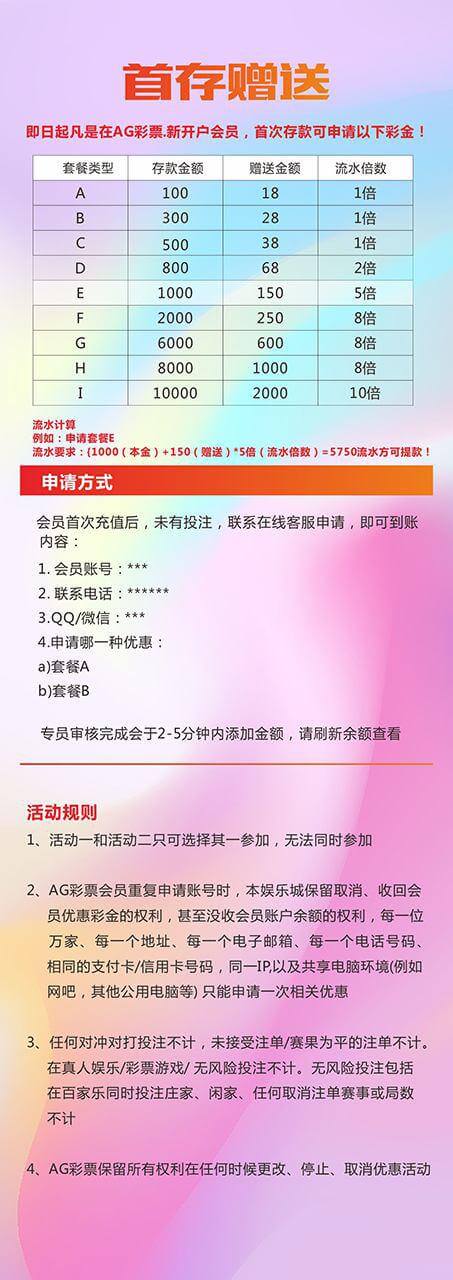 首存赠送
即日起凡是在AG彩票.新开户会员，首次存款可申请以下彩金！
套餐类型 存款金额 赠送金额 流水倍数
A 100 18 1倍
B 300 28 1倍
C 500 38 1倍
D 800 68 2倍
E 1000 150 5倍
F 2000 250 8倍
G 6000 600 8倍
H 8000 1000 8倍
I 10000 2000 10倍
流水计算
例如：申请套餐E
流水要求：{1000（本金）+150（赠送）*5倍（流水倍数）=5750流水方可提款！
申请方式
会员首次充值后，未有投注，联系在线客服申请，即可到账
内容：
1. 会员账号：***
2. 联系电话：******
3.QQ/微信：***
4.申请哪一种优惠：
a)套餐A
b)套餐B
专员审核完成会于2-5分钟内添加金额，请刷新余额查看
活动规则
1、活动一和活动二只可选择其一参加，无法同时参加
2、AG彩票会员重复申请账号时，本娱乐城保留取消、收回会
员优惠彩金的权利，甚至没收会员账户余额的权利，每一位
万家、每一个地址、每一个电子邮箱、每一个电话号码、
相同的支付卡/信用卡号码，同一IP,以及共享电脑环境(例如
网吧，其他公用电脑等) 只能申请一次相关优惠
3、任何对冲对打投注不计，未接受注单/赛果为平的注单不计。
在真人娱乐/彩票游戏/ 无风险投注不计。无风险投注包括
在百家乐同时投注庄家、闲家、任何取消注单赛事或局数
不计
4、AG彩票保留所有权利在任何时候更改、停止、取消优惠活动